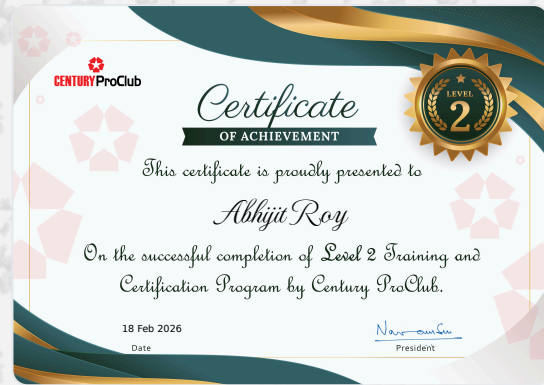 CENTURY ProClub
LEVEL
2
Certificate
OF ACHIEVEMENT
This certificate is proudly presented to
Abhijit Roy
On the successful completion of Level 2 Training and
Certification Program by Century ProClub.
18 Feb 2026
Date
President